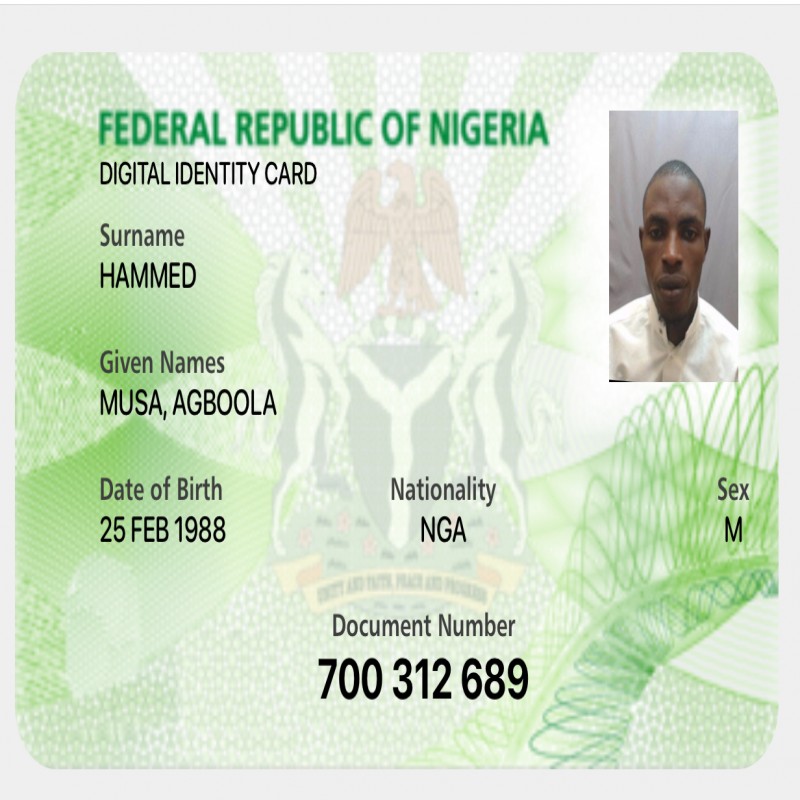 FEDERAL REPUBLIC OF NIGERIA
DIGITAL IDENTITY CARD
Surname
HAMMED
Given Names
MUSA, AGBOOLA
Date of Birth Nationality Sex
25 FEB 1988 NGA M
UNITY AND FAITH, PEACE AND PROGRESS
Document Number
700 312 689